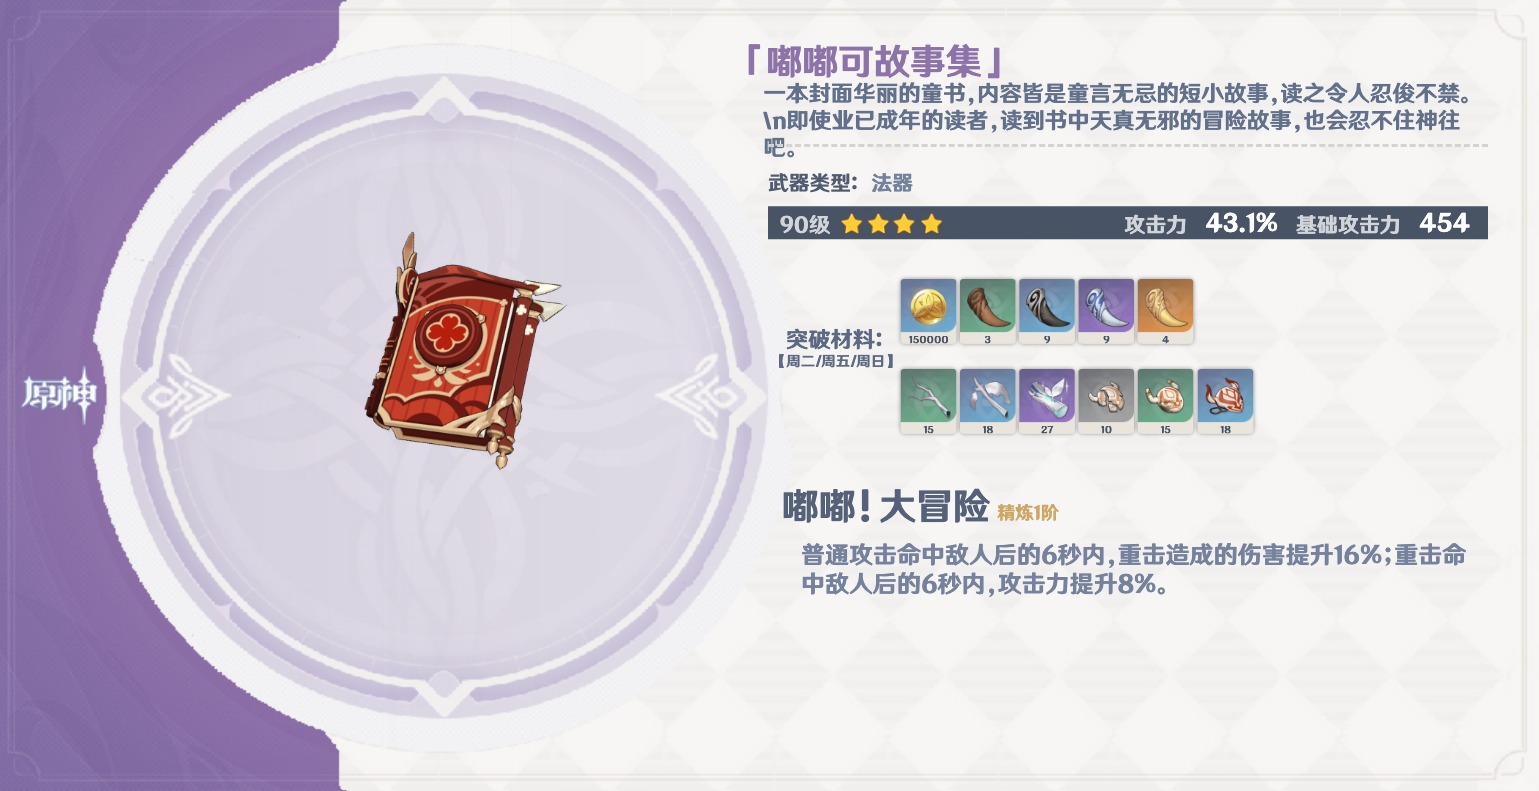 原神
「嘟嘟可故事集」
一本封面华丽的童书,内容皆是童言无忌的短小故事,读之令人忍俊不禁。
\n即使业已成年的读者,读到书中天真无邪的冒险故事,也会忍不住神往
吧。
武器类型: 法器
90级 攻击力 43.1% 基础攻击力 454
150000 3 9 9 4
突破材料:
【周二/周五/周日】
15 18 27 10 15 18
嘟嘟!大冒险 精炼1阶
普通攻击命中敌人后的6秒内,重击造成的伤害提升16%;重击命
中敌人后的6秒内,攻击力提升8%。